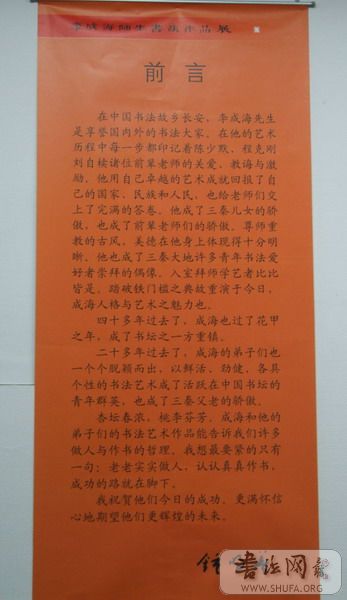 李成海师生書法作品展
前言
在中国书法故乡长安，李成海先生
是享誉国内外的书法大家，在他的艺术
历程中每一步都印记着陈少默、程克刚
刘自椟诸位前辈老师的关爱、教诲与激
励，他用自己卓越的艺术成就回报了自
己的国家、民族和人民，也给老师们交
上了完满的答卷。他成了三秦儿女的骄
傲，也成了前辈老师们的骄傲。尊师重
教的古风，美德在他身上体现得十分明
晰，他也成了三秦大地许多青年书法爱
好者崇拜的偶像。入室拜师学艺者比比
皆是。踏破铁门槛之典故重演于今日，
成海人格与艺术之魅力也。
四十多年过去了，成海也过了花甲
之年，成了书坛之一方重镇。
二十多年过去了，成海的弟子们也
一个个脱颖而出，以鲜活、劲健，各具
个性的书法艺术成了活跃在中国书坛的
青年群英，也成了三秦父老的骄傲。
杏坛春浓，桃李芬芳。成海和他的
弟子们的书法艺术作品能告诉我们许多
做人与作书的哲理，我想最要紧的只有
一句：老老实实做人，认认真真作书，
成功的路就在脚下。
我祝賀他们今日的成功，更满怀信
心地期望他们更辉煌的未来。
書法网
SHUFA.ORG
WWW.SHUFA.ORG